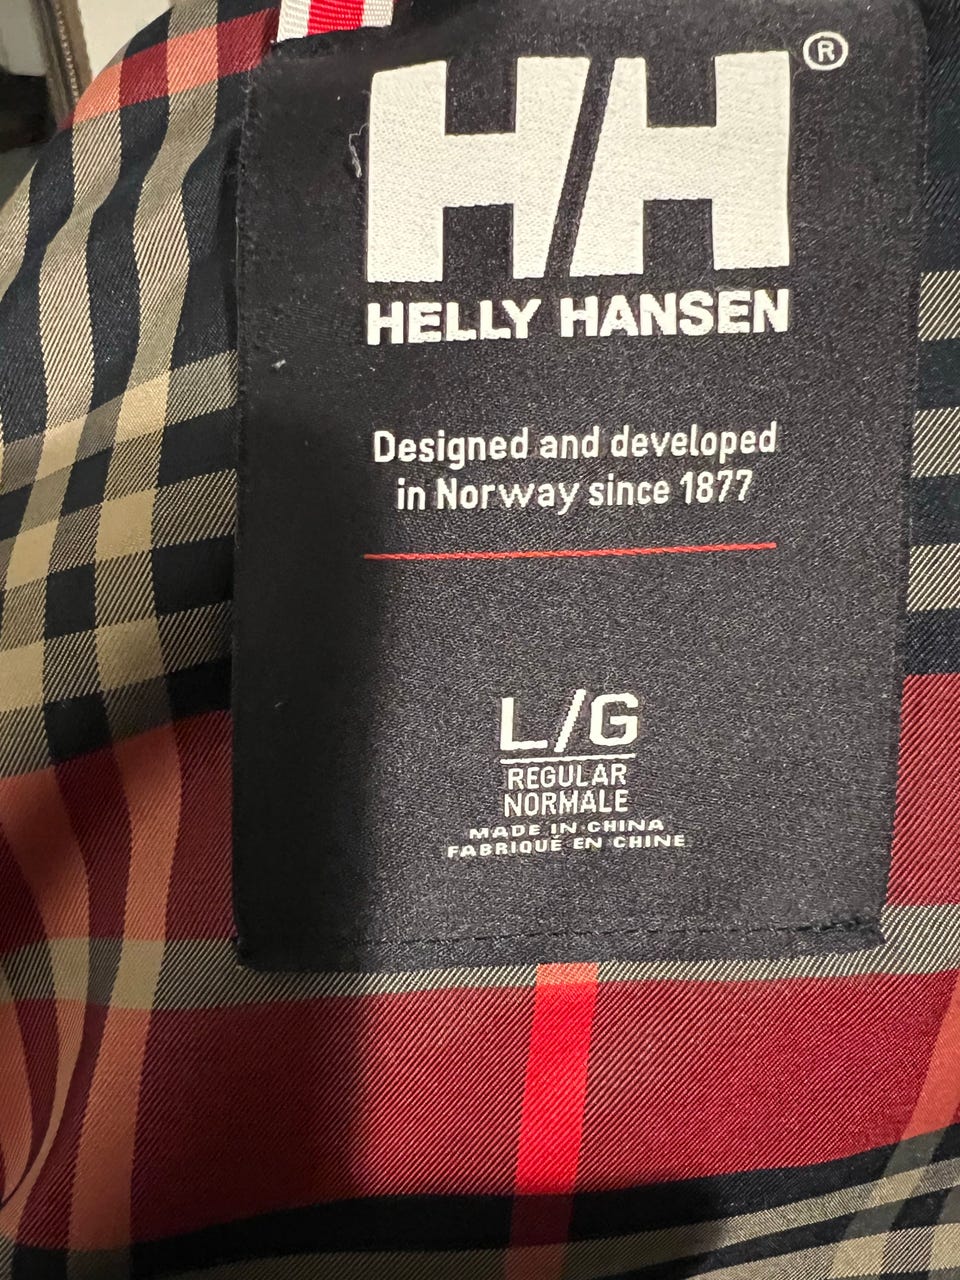 HH®
HELLY HANSEN
Designed and developed
in Norway since 1877
L/G
REGULAR
NORMALE
MADE IN CHINA
FABRIQUÉ EN CHINE